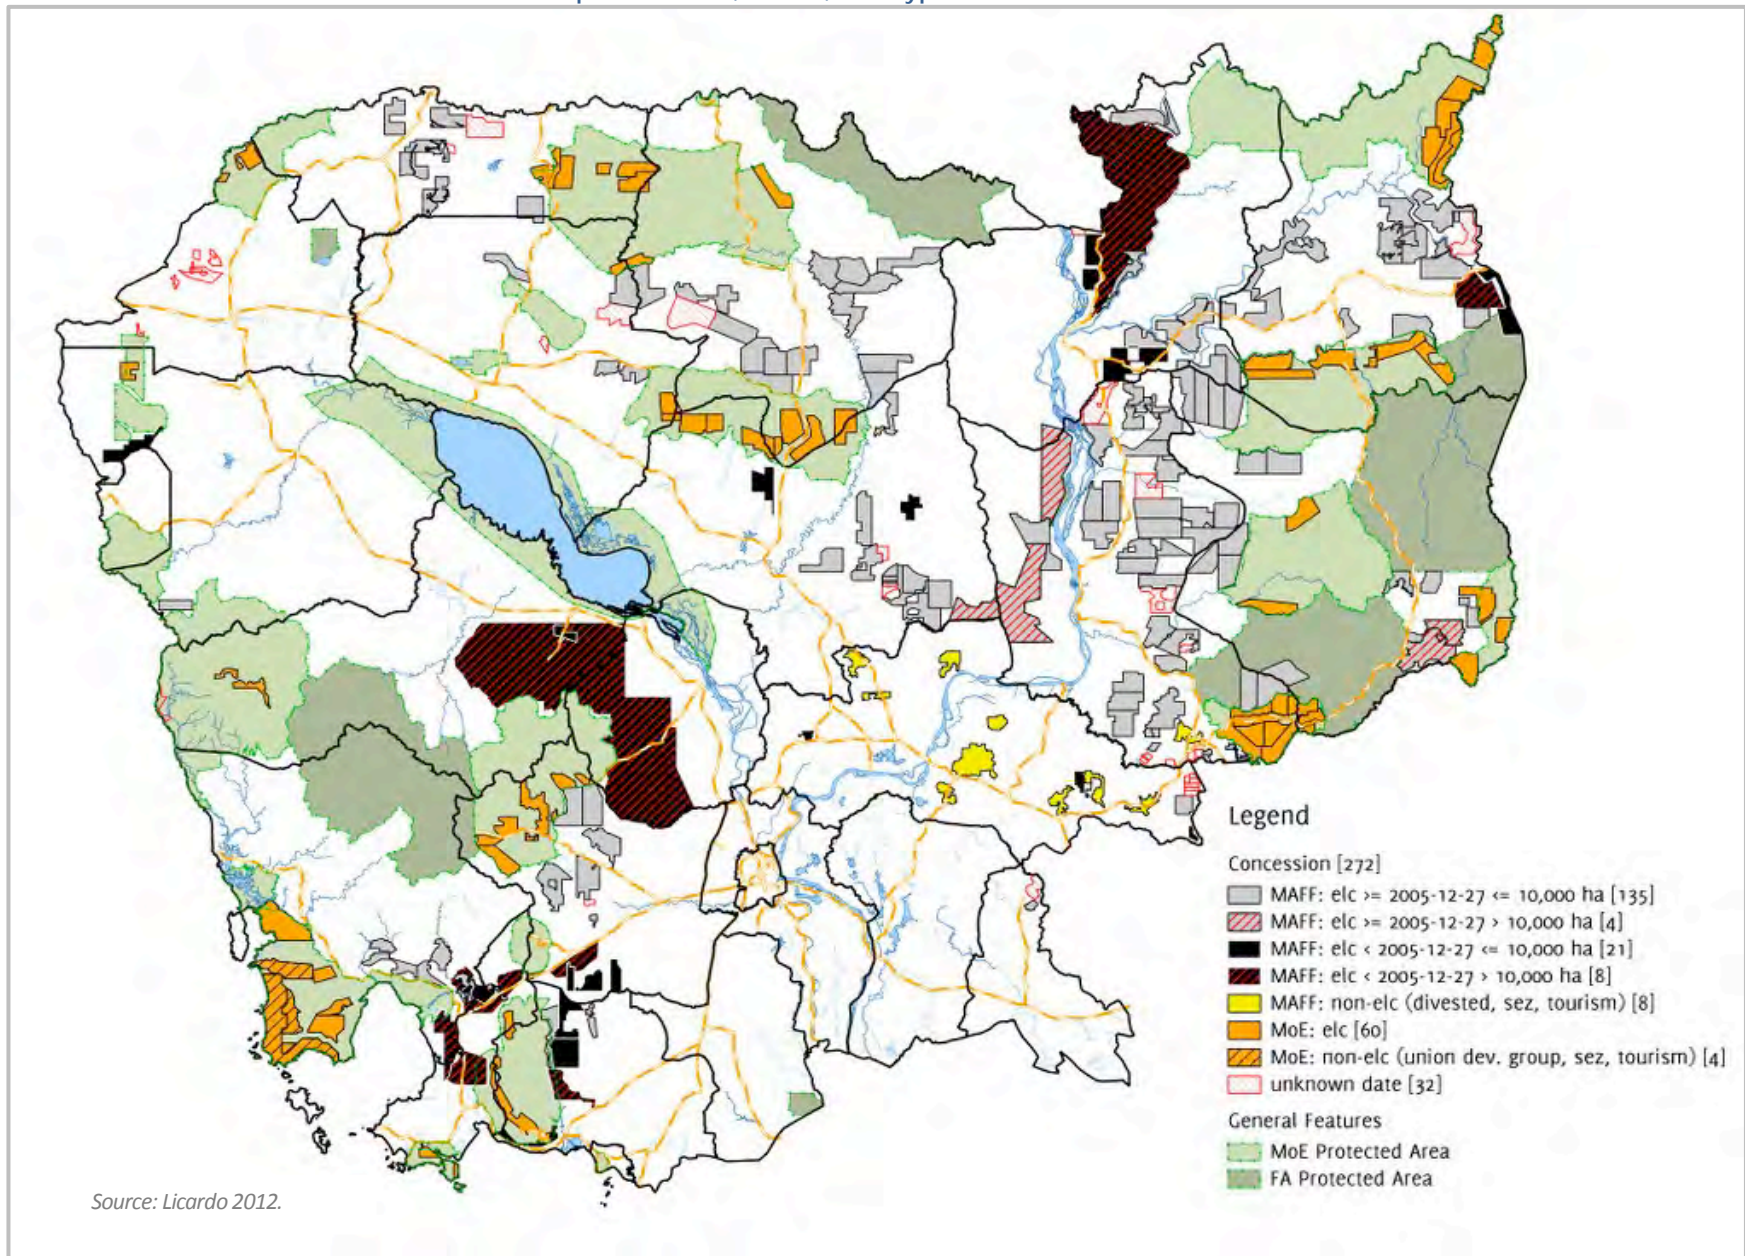 Legend
Concession [272]
MAFF: elc >= 2005-12-27 <= 10,000 ha [135]
MAFF: elc >= 2005-12-27 > 10,000 ha [4]
MAFF: elc < 2005-12-27 <= 10,000 ha [21]
MAFF: elc < 2005-12-27 > 10,000 ha [8]
MAFF: non-elc (divested, sez, tourism) [8]
MoE: elc [60]
MoE: non-elc (union dev. group, sez, tourism) [4]
unknown date [32]
General Features
MoE Protected Area
FA Protected Area
Source: Licardo 2012.